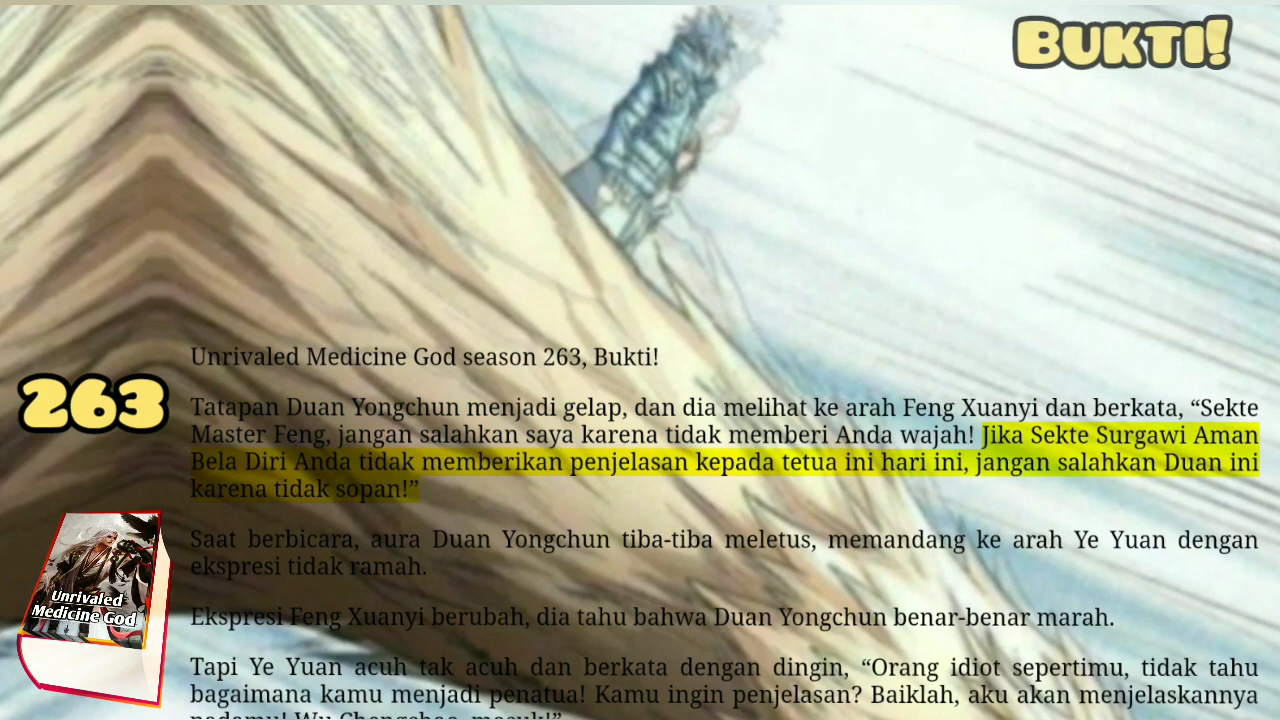 BUKTI!
Unrivaled Medicine God season 263, Bukti!
263
Tatapan Duan Yongchun menjadi gelap, dan dia melihat ke arah Feng Xuanyi dan berkata, “Sekte
Master Feng, jangan salahkan saya karena tidak memberi Anda wajah! Jika Sekte Surgawi Aman
Bela Diri Anda tidak memberikan penjelasan kepada tetua ini hari ini, jangan salahkan Duan ini
karena tidak sopan!”
Saat berbicara, aura Duan Yongchun tiba-tiba meletus, memandang ke arah Ye Yuan dengan
ekspresi tidak ramah.
Unrivaled
Medicine God
Ekspresi Feng Xuanyi berubah, dia tahu bahwa Duan Yongchun benar-benar marah.
Tapi Ye Yuan acuh tak acuh dan berkata dengan dingin, “Orang idiot sepertimu, tidak tahu
bagaimana kamu menjadi penatua! Kamu ingin penjelasan? Baiklah, aku akan menjelaskannya
padamu! Wu Chengchao, masuk!”